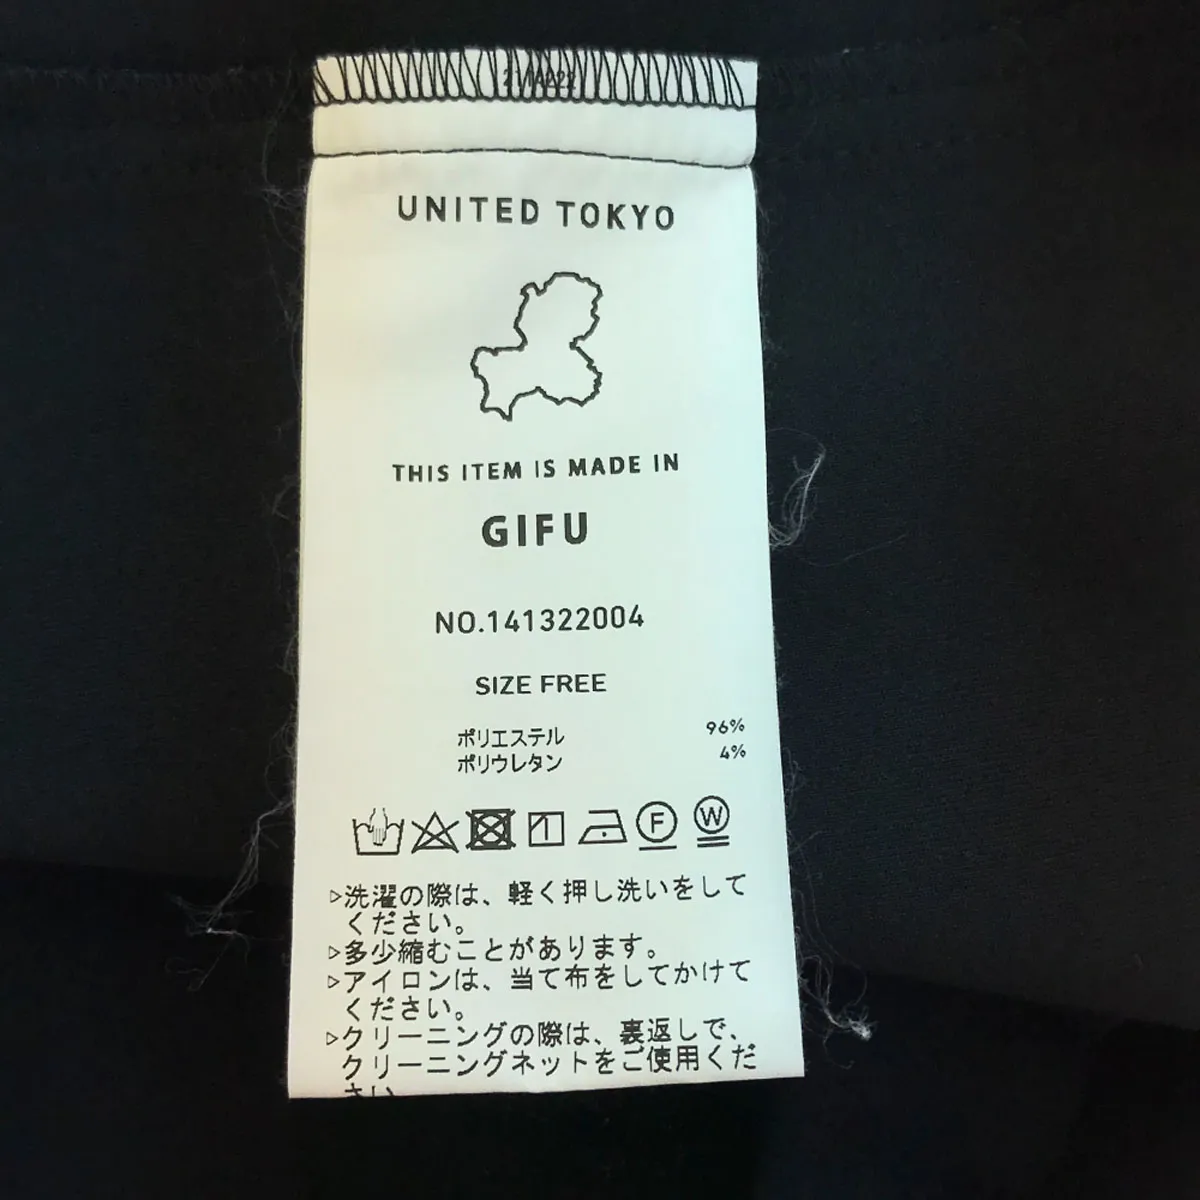 UNITED TOKYO
THIS ITEM IS MADE IN
GIFU
NO.141322004
SIZE FREE
ポリエステル 96%
ポリウレタン 4%
F W
▷洗濯の際は、軽く押し洗いをして
ください。
▷多少縮むことがあります。
▷アイロンは、当て布をしてかけて
ください。
▷クリーニングの際は、裏返しで、
クリーニングネットをご使用くだ
さい